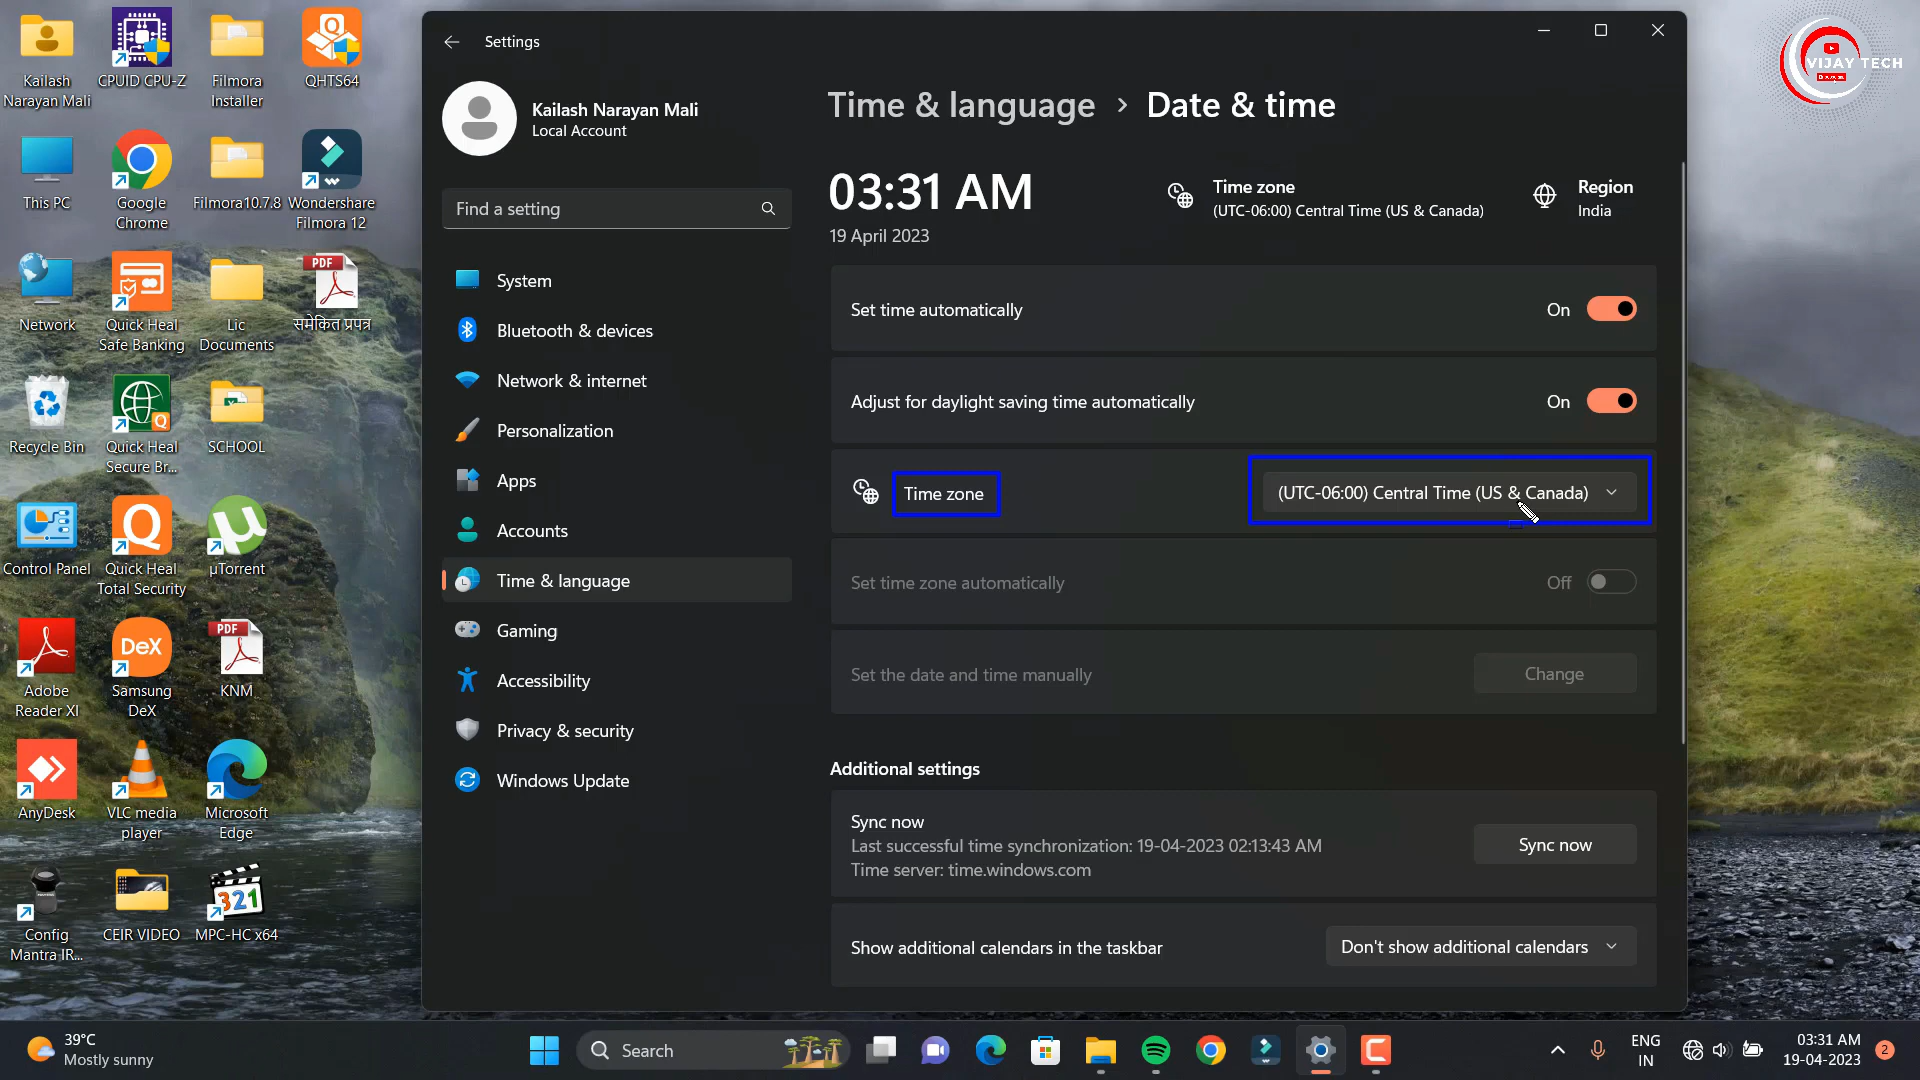 Kailash
Narayan Mali
CPUID CPU-Z
Filmora
Installer
QHTS64
This PC
Google
Chrome
Filmora10.7.8
Wondershare
Filmora 12
Network
Quick Heal
Safe Banking
Lic
Documents
PDF
समेकित प्रपत्र
Recycle Bin
Quick Heal
Secure Br...
SCHOOL
Control Panel
Quick Heal
Total Security
µTorrent
Adobe
Reader XI
DeX
Samsung
DeX
PDF
KNM
AnyDesk
VLC media
player
Microsoft
Edge
Config
Mantra IR...
CEIR VIDEO
321
MPC-HC x64
Settings
Kailash Narayan Mali
Local Account
Find a setting
System
Bluetooth & devices
Network & internet
Personalization
Apps
Accounts
Time & language
Gaming
Accessibility
Privacy & security
Windows Update
Time & language › Date & time
03:31 AM
19 April 2023
Time zone
(UTC-06:00) Central Time (US & Canada)
Region
India
Set time automatically
On
Adjust for daylight saving time automatically
On
Time zone
(UTC-06:00) Central Time (US & Canada)
Set time zone automatically
Off
Set the date and time manually
Change
Additional settings
Sync now
Last successful time synchronization: 19-04-2023 02:13:43 AM
Time server: time.windows.com
Sync now
Show additional calendars in the taskbar
Don't show additional calendars
VIJAY TECH
39°C
Mostly sunny
Search
ENG
IN
03:31 AM
19-04-2023
2